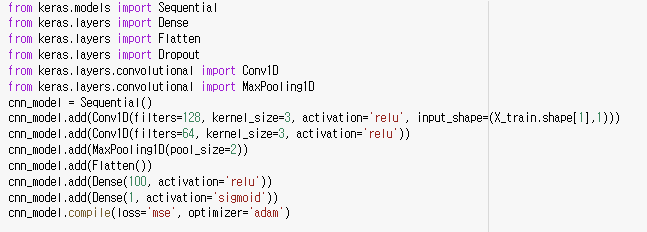 from keras.models import Sequential
from keras.layers import Dense
from keras.layers import Flatten
from keras.layers import Dropout
from keras.layers.convolutional import Conv1D
from keras.layers.convolutional import MaxPooling1D
cnn_model = Sequential()
cnn_model.add(Conv1D(filters=128, kernel_size=3, activation='relu', input_shape=(X_train.shape[1],1)))
cnn_model.add(Conv1D(filters=64, kernel_size=3, activation='relu'))
cnn_model.add(MaxPooling1D(pool_size=2))
cnn_model.add(Flatten())
cnn_model.add(Dense(100, activation='relu'))
cnn_model.add(Dense(1, activation='sigmoid'))
cnn_model.compile(loss='mse', optimizer='adam')